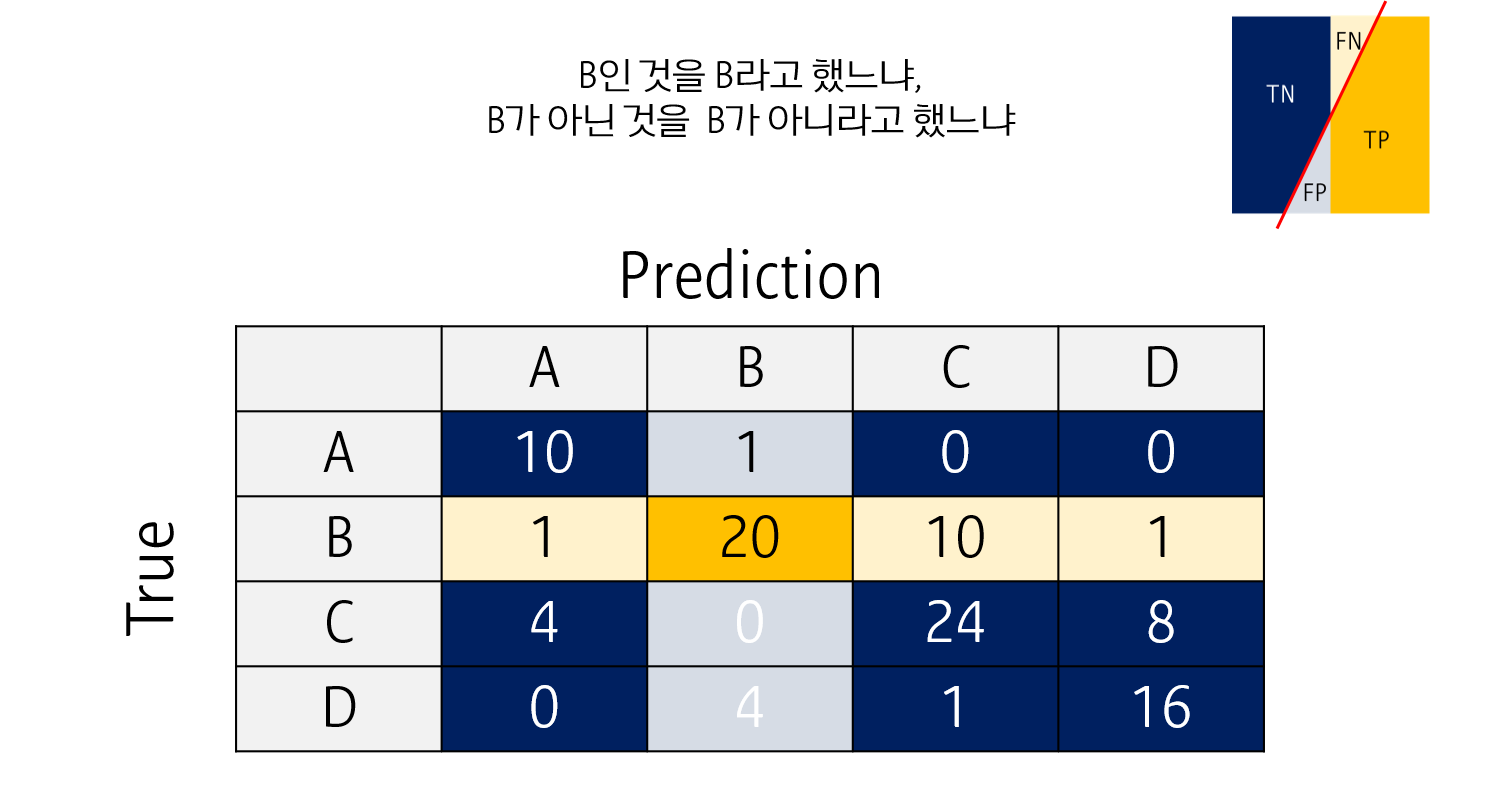 B인 것을 B라고 했느냐,
B가 아닌 것을 B가 아니라고 했느냐
FN
TN
TP
FP
Prediction
A B C D
A 10 1 0 0
B 1 20 10 1
C 4 0 24 8
D 0 4 1 16
True